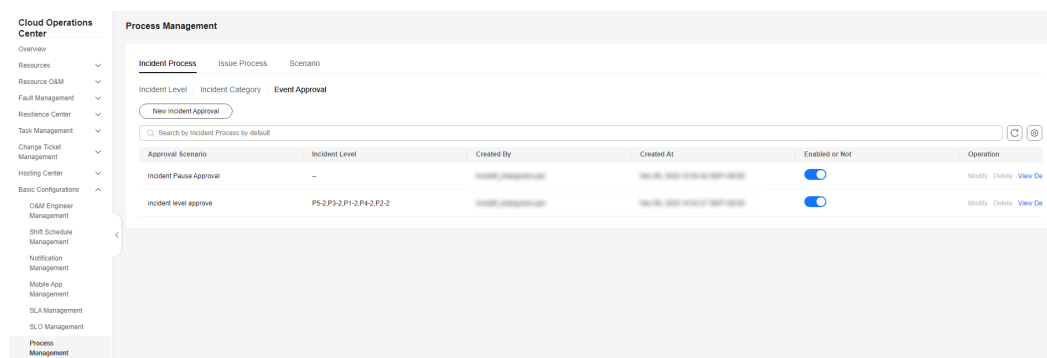 Cloud Operations
Center
Overview
Resources
Resource O&M
Fault Management
Resilience Center
Task Management
Change Ticket
Management
Hosting Center
Basic Configurations
O&M Engineer
Management
Shift Schedule
Management
Notification
Management
Mobile App
Management
SLA Management
SLO Management
Process
Management
Process Management
Incident Process Issue Process Scenario
Incident Level Incident Category Event Approval
New Incident Approval
Search by Incident Process by default
Approval Scenario Incident Level Created By Created At Enabled or Not Operation
Incident Pause Approval -- Modify Delete View De
incident level approve P5-2,P3-2,P1-2,P4-2,P2-2 Modify Delete View De